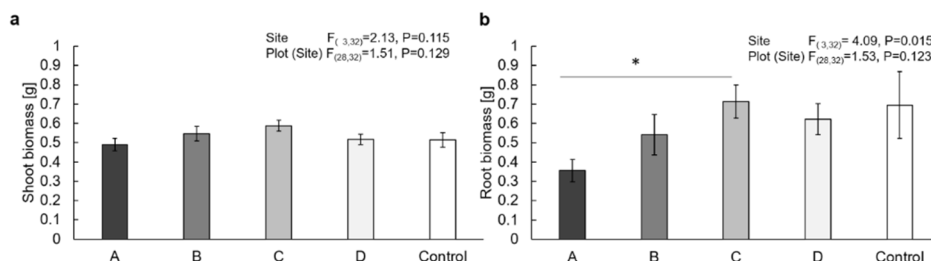 a
Site F(3,32)=2.13, P=0.115
Plot (Site) F(28,32)=1.51, P=0.129
Shoot biomass [g]
1
0.9
0.8
0.7
0.6
0.5
0.4
0.3
0.2
0.1
0
A B C D Control
b
Site F(3,32)= 4.09, P=0.015
Plot (Site) F(28,32)=1.53, P=0.123
*
Root biomass [g]
1
0.9
0.8
0.7
0.6
0.5
0.4
0.3
0.2
0.1
0
A B C D Control